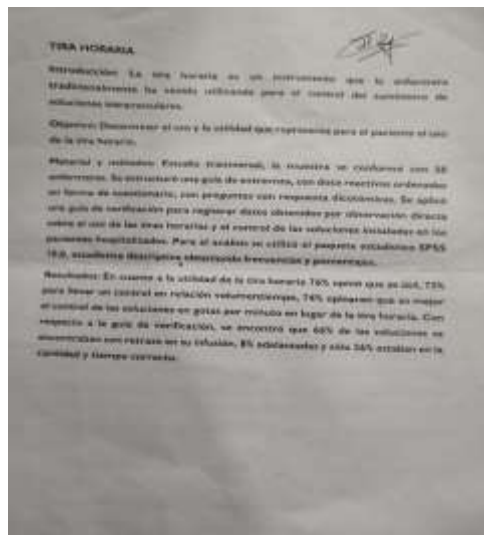 TIRA HORARIA
Introducción: La tira horaria es un instrumento que la enfermera
tradicionalmente ha venido utilizando para el control del suministro de
soluciones
Objetivo: Determinar el uso y la utilidad que representa para el paciente el uso
de la tira horaria.
Material y métodos: Estudio transversal, la muestra se conformó con 50
enfermeras. Se estructuró una guía de entrevista, con doce reactivos ordenados
en forma de cuestionario, con preguntas con respuesta dicotómica. Se aplicó
una guía de verificación para registrar datos obtenidos por observación directa
sobre el uso de las tiras horarias y el control de las soluciones instaladas en los
pacientes hospitalizados. Para el análisis se utilizó el paquete estadístico SPSS
estadística descriptiva obteniendo frecuencias y porcentajes.
Resultados: En cuanto a la utilidad de la tira horaria 76% opinó que es útil,
para llevar un control en relación 74% opinaron que es mejor
el control de las soluciones en gotas por minuto en lugar de la tira horaria. Con
respecto a la guía de verificación, se encontró que 66% de las soluciones se
encontraban con retraso en su infusión, 8% adelantadas y sólo 26% estaban en la
cantidad y tiempo correcto.